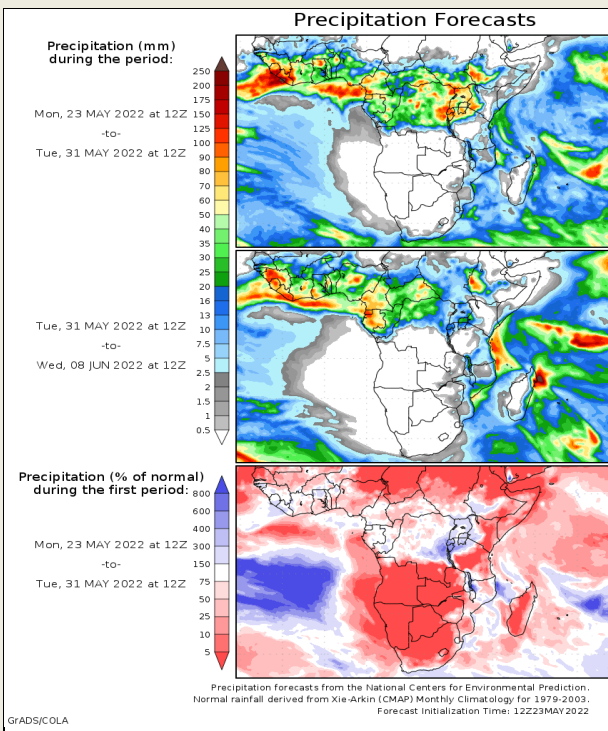 Precipitation Forecasts
Precipitation (mm)
during the period:
250
200
175
150
125
100
90
80
70
60
50
40
35
30
25
20
16
13
10
7.5
5
2.5
2
1.5
1
0.5
Mon, 23 MAY 2022 at 12Z
-to-
Tue, 31 MAY 2022 at 12Z
Tue, 31 MAY 2022 at 12Z
-to-
Wed, 08 JUN 2022 at 12Z
Precipitation (% of normal)
during the first period:
800
600
400
300
150
75
50
25
10
5
Mon, 23 MAY 2022 at 12Z
-to-
Tue, 31 MAY 2022 at 12Z
Precipitation forecasts from the National Centers for Environmental Prediction.
Normal rainfall derived from Xie-Arkin (CMAP) Monthly Climatology for 1979-2003.
Forecast Initialization Time: 12Z23MAY2022
GrADS/COLA